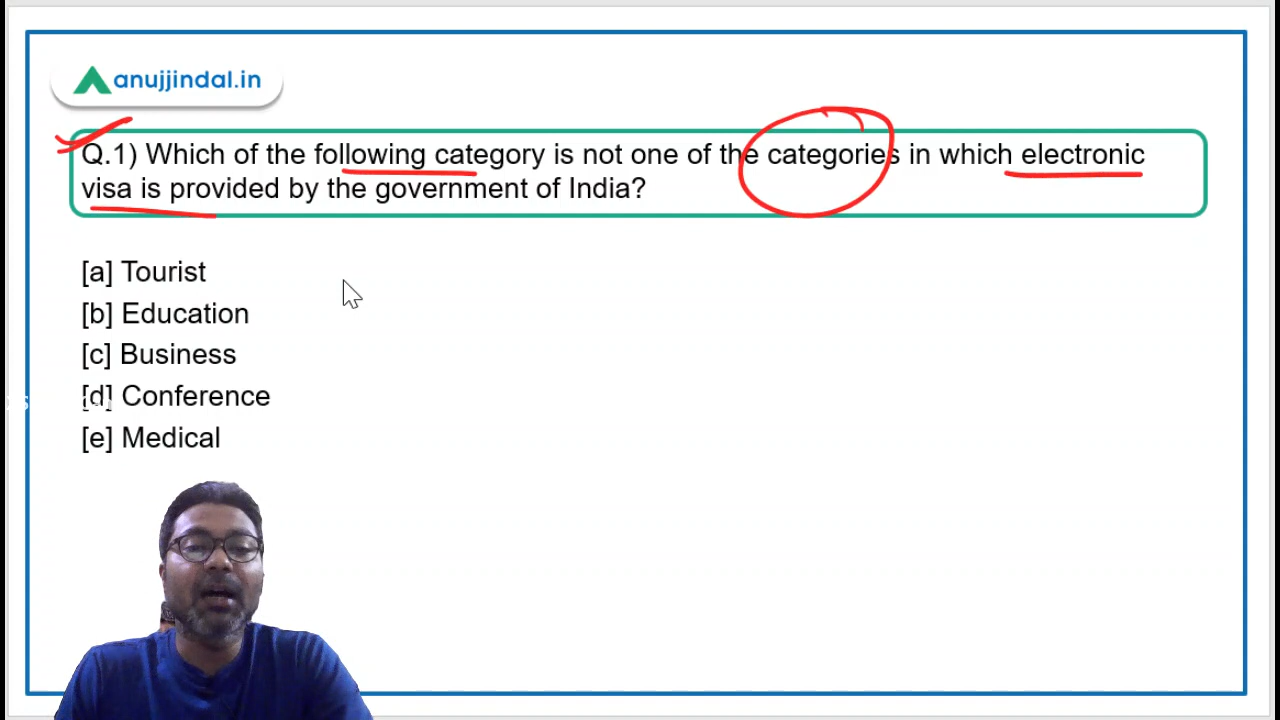 anujjindal.in
Q.1) Which of the following category is not one of the categories in which electronic
visa is provided by the government of India?
[a] Tourist
[b] Education
[c] Business
[d] Conference
[e] Medical